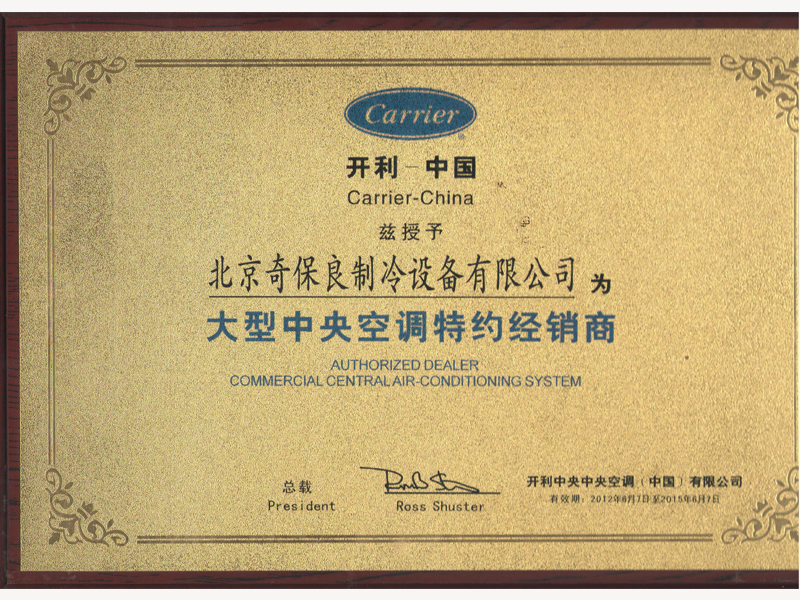 Carrier
开利-中国
Carrier-China
兹授予
北京奇保良制冷设备有限公司 为
大型中央空调特约经销商
AUTHORIZED DEALER
COMMERCIAL CENTRAL AIR-CONDITIONING SYSTEM
总裁
President
Ross Shuster
开利中央中央空调（中国）有限公司
有效期：2012年6月7日至2015年6月7日